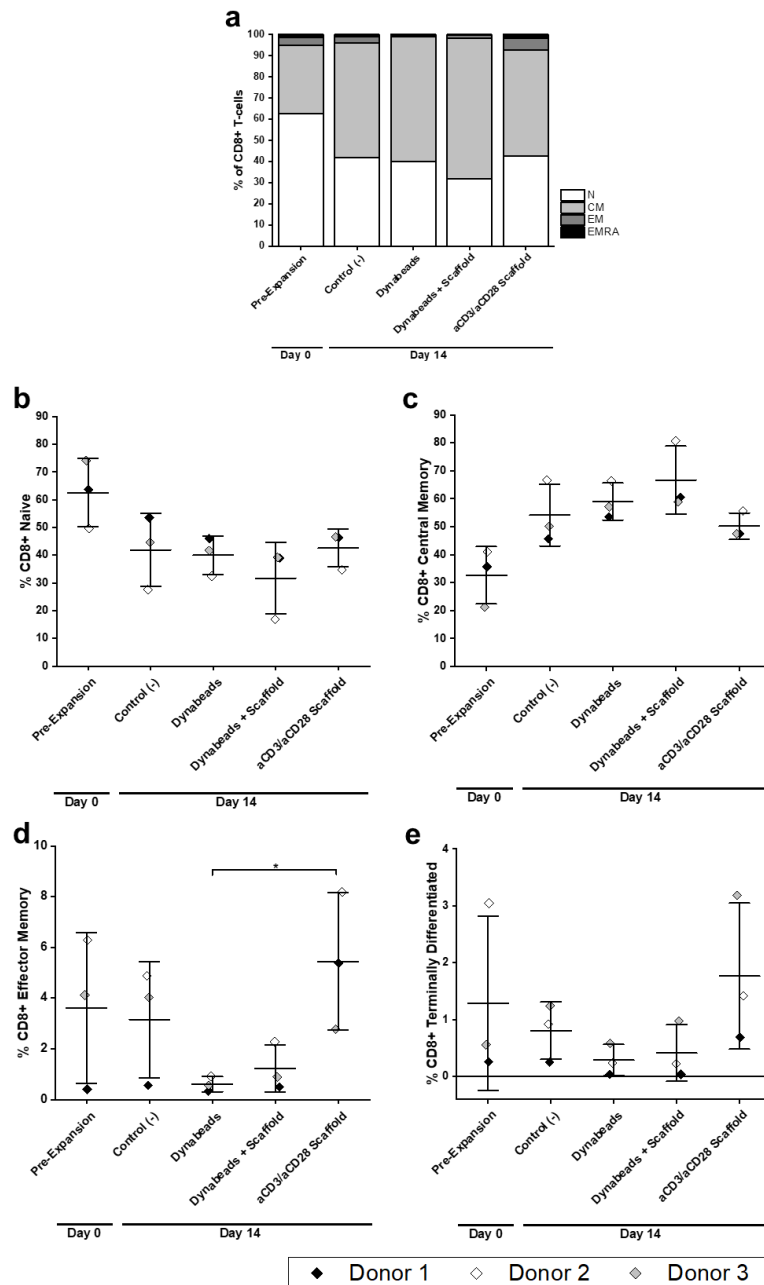 a
% of CD8+ T-cells
100
90
80
70
60
50
40
30
20
10
0
N
CM
EM
EMRA
Pre-Expansion
Control (-)
Dynabeads
Dynabeads + Scaffold
aCD3/aCD28 Scaffold
Day 0
Day 14
b
% CD8+ Naive
90
80
70
60
50
40
30
20
10
0
Pre-Expansion
Control (-)
Dynabeads
Dynabeads + Scaffold
aCD3/aCD28 Scaffold
Day 0
Day 14
c
% CD8+ Central Memory
90
80
70
60
50
40
30
20
10
0
Pre-Expansion
Control (-)
Dynabeads
Dynabeads + Scaffold
aCD3/aCD28 Scaffold
Day 0
Day 14
d
% CD8+ Effector Memory
10
8
6
4
2
0
*
Pre-Expansion
Control (-)
Dynabeads
Dynabeads + Scaffold
aCD3/aCD28 Scaffold
Day 0
Day 14
e
% CD8+ Terminally Differentiated
4
3
2
1
0
Pre-Expansion
Control (-)
Dynabeads
Dynabeads + Scaffold
aCD3/aCD28 Scaffold
Day 0
Day 14
Donor 1 Donor 2 Donor 3